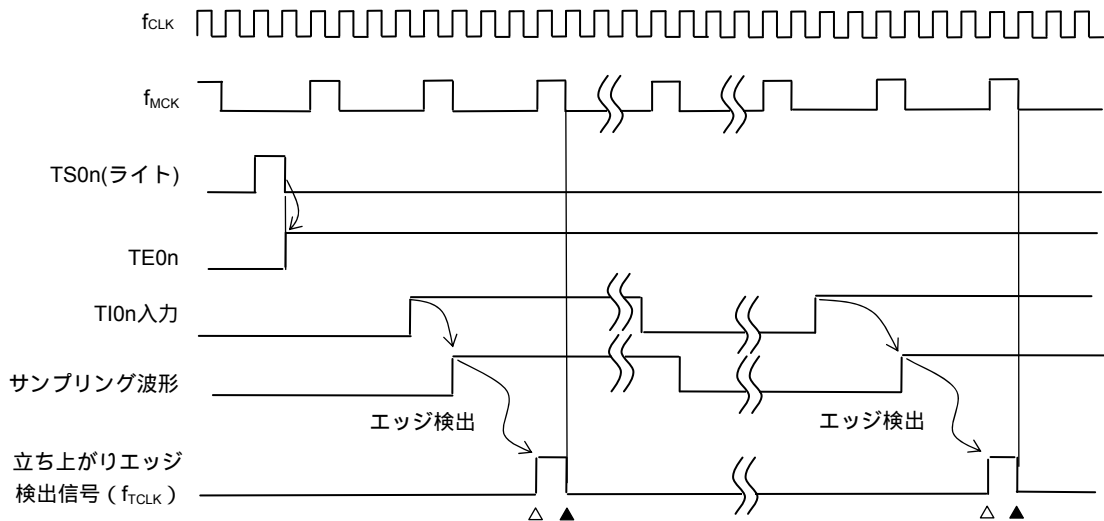 fCLK
fMCK
TS0n(ライト)
TE0n
TI0n入力
サンプリング波形
エッジ検出 エッジ検出
立ち上がりエッジ
検出信号（fTCLK）
△ ▲ △ ▲